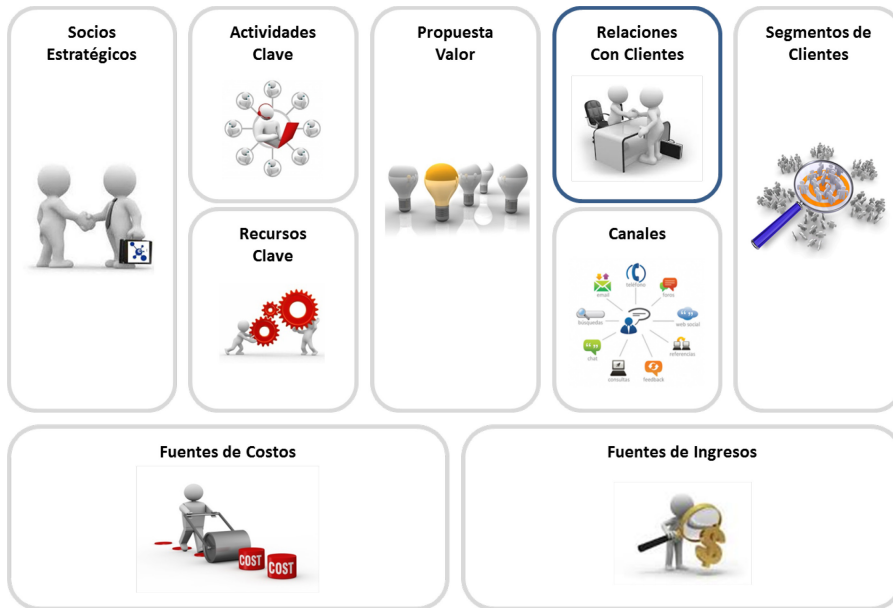 Socios
Estratégicos
Actividades
Clave
Recursos
Clave
Propuesta
Valor
Relaciones
Con Clientes
Canales
teléfono
email
foros
búsquedas
web social
chat
referencias
consultas
feedback
Segmentos de
Clientes
Fuentes de Costos
COST
COST
Fuentes de Ingresos
$